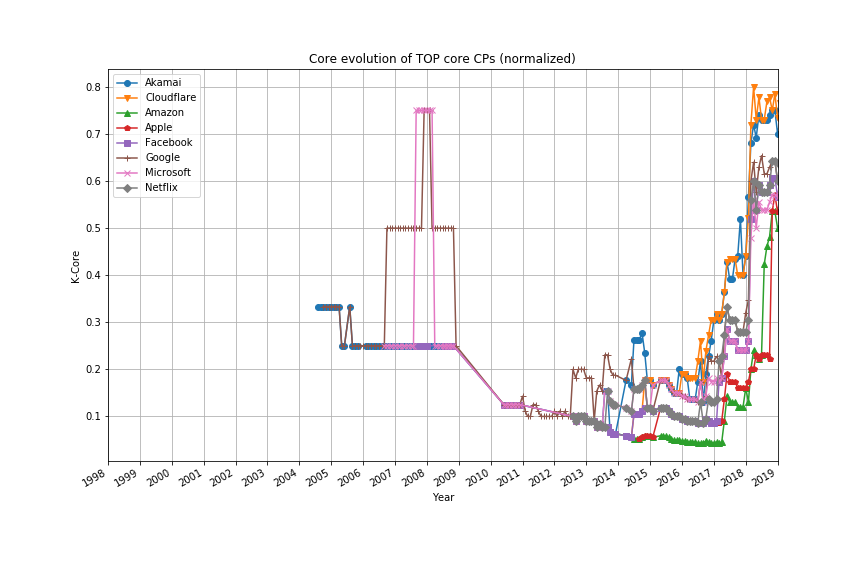 Core evolution of TOP core CPs (normalized)
Akamai
Cloudflare
Amazon
Apple
Facebook
Google
Microsoft
Netflix
K-Core
0.8
0.7
0.6
0.5
0.4
0.3
0.2
0.1
1998 1999 2000 2001 2002 2003 2004 2005 2006 2007 2008 2009 2010 2011 2012 2013 2014 2015 2016 2017 2018 2019
Year